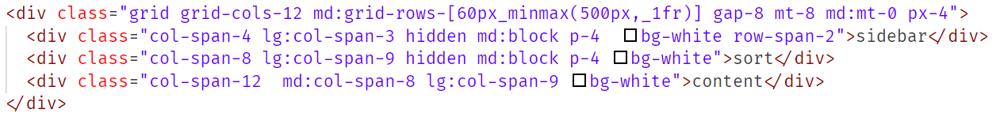 <div class="grid grid-cols-12 md:grid-rows-[60px_minmax(500px,_1fr)] gap-8 mt-8 md:mt-0 px-4">
  <div class="col-span-4 lg:col-span-3 hidden md:block p-4  bg-white row-span-2">sidebar</div>
  <div class="col-span-8 lg:col-span-9 hidden md:block p-4 bg-white">sort</div>
  <div class="col-span-12  md:col-span-8 lg:col-span-9 bg-white">content</div>
</div>